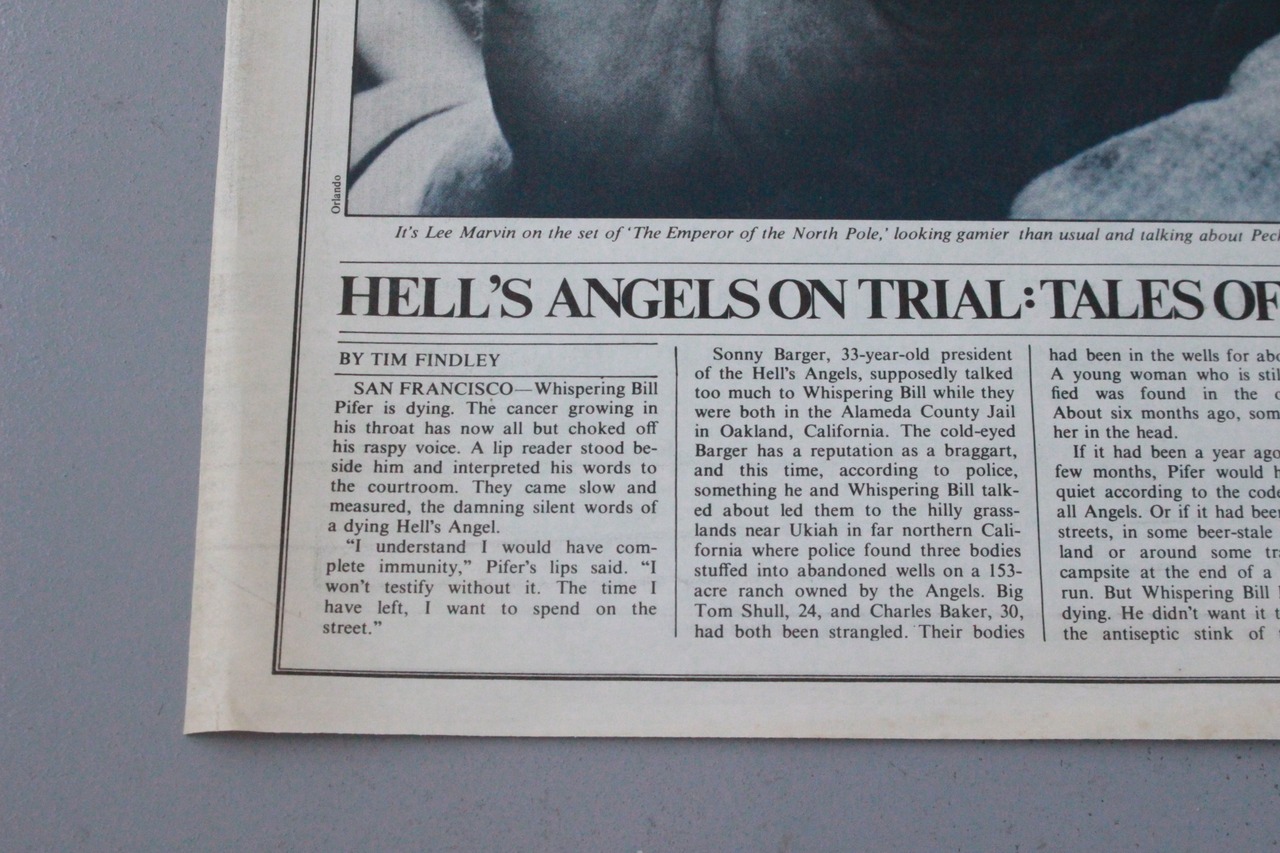 Orlando
It's Lee Marvin on the set of 'The Emperor of the North Pole,' looking gamier than usual and talking about
HELL'S ANGELS ON TRIAL: TALES OF
BY TIM FINDLEY
SAN FRANCISCO—Whispering Bill
Pifer is dying. The cancer growing in
his throat has now all but choked off
his raspy voice. A lip reader stood be-
side him and interpreted his words to
the courtroom. They came slow and
measured, the damning silent words of
a dying Hell's Angel.
“I understand I would have com-
plete immunity,” Pifer's lips said. “I
won't testify without it. The time I
have left, I want to spend on the
street.”
Sonny Barger, 33-year-old president
of the Hell's Angels, supposedly talked
too much to Whispering Bill while they
were both in the Alameda County Jail
in Oakland, California. The cold-eyed
Barger has a reputation as a braggart,
and this time, according to police,
something he and Whispering Bill talk-
ed about led them to the hilly grass-
lands near Ukiah in far northern Cali-
fornia where police found three bodies
stuffed into abandoned wells on a 153-
acre ranch owned by the Angels. Big
Tom Shull, 24, and Charles Baker, 30,
had both been strangled. Their bodies
had been in the wells for
A young woman who is
fied was found in the
About six months ago,
her in the head.
If it had been a year ago
few months, Pifer would
quiet according to the
all Angels. Or if it had
streets, in some beer-stale
land or around some
campsite at the end of a
run. But Whispering Bill
dying. He didn't want it
the antiseptic stink of